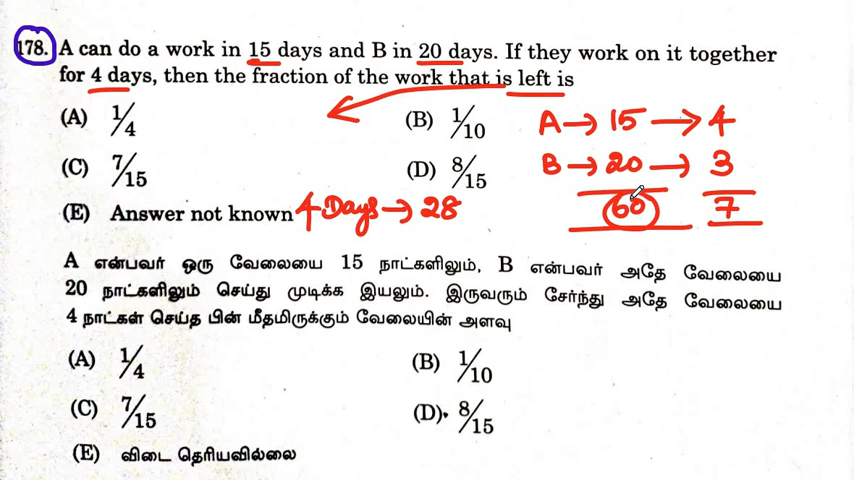 178. A can do a work in 15 days and B in 20 days. If they work on it together
for 4 days, then the fraction of the work that is left is
(A) 1/4
(B) 1/10
A → 15 → 4
(C) 7/15
(D) 8/15
B → 20 → 3
(E) Answer not known
4 Days → 28
60 7
A என்பவர் ஒரு வேலையை 15 நாட்களிலும், B என்பவர் அதே வேலையை
20 நாட்களிலும் செய்து முடிக்க இயலும். இருவரும் சேர்ந்து அதே வேலையை
4 நாட்கள் செய்த பின் மீதமிருக்கும் வேலையின் அளவு
(A) 1/4
(B) 1/10
(C) 7/15
(D) 8/15
(E) விடை தெரியவில்லை